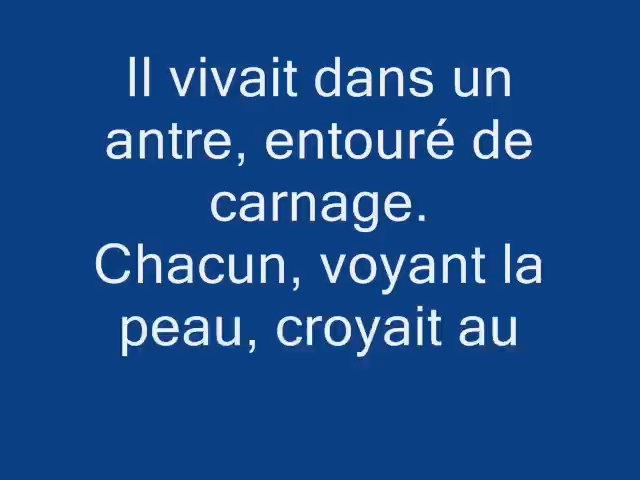 Il vivait dans un
antre, entouré de
carnage.
Chacun, voyant la
peau, croyait au